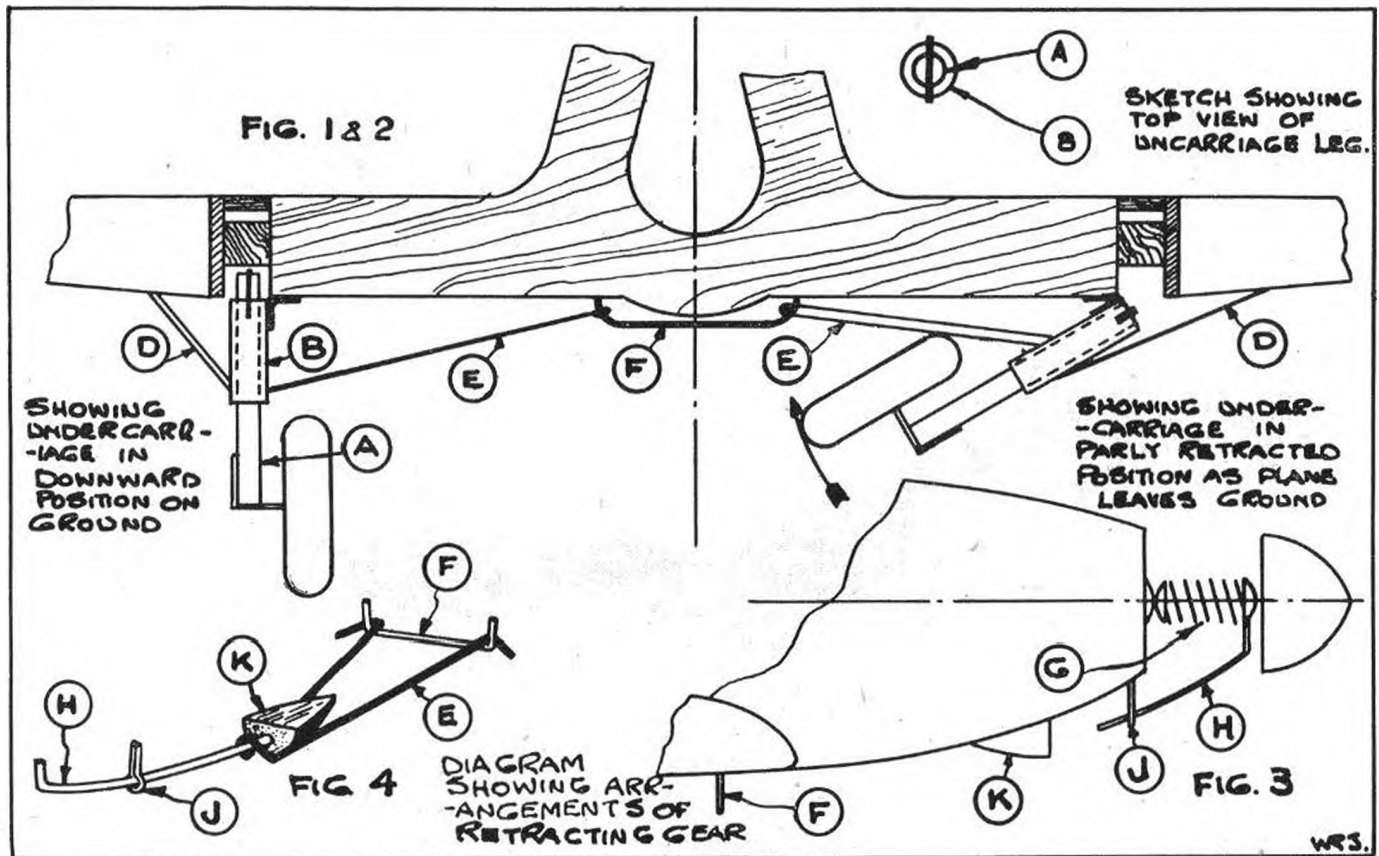 FIG. 1 & 2
A
B
SKETCH SHOWING
TOP VIEW OF
UNCARRIAGE LEG.
D
B
E
F
E
D
SHOWING
UNDERCARR-
-IAGE IN
DOWNWARD
POSITION ON
GROUND
A
SHOWING UNDER-
-CARRIAGE IN
PARLY RETRACTED
POSITION AS PLANE
LEAVES GROUND
F
K
H
E
J
FIG. 4
DIAGRAM
SHOWING ARR-
-ANGEMENTS OF
RETRACTING GEAR
G
H
J
K
F
FIG. 3
WRS.